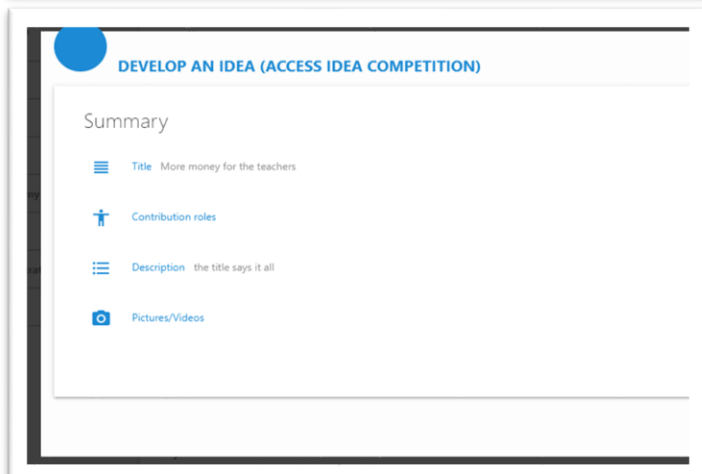 DEVELOP AN IDEA (ACCESS IDEA COMPETITION)
Summary
Title More money for the teachers
Contribution roles
Description the title says it all
Pictures/Videos